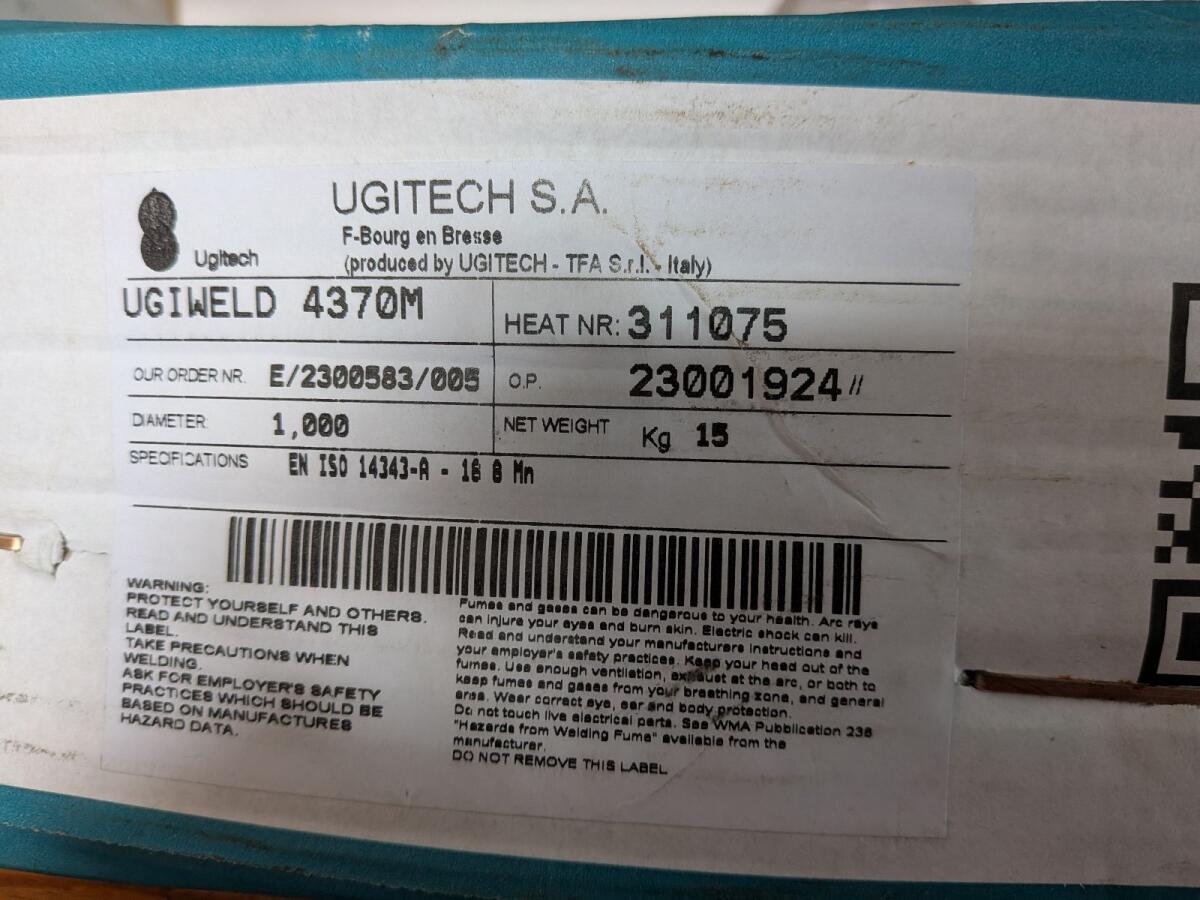 UGITECH S.A.
F-Bourg en Bresse
Ugitech
(produced by UGITECH - TFA S.r.l. - Italy)
UGIWELD 4370M
HEAT NR: 311075
OUR ORDER NR. E/2300583/005
O.P. 23001924//
DIAMETER: 1,000
NET WEIGHT Kg 15
SPECIFICATIONS EN ISO 14343-A - 18 8 Mn
WARNING:
PROTECT YOURSELF AND OTHERS.
READ AND UNDERSTAND THIS
LABEL.
TAKE PRECAUTIONS WHEN
WELDING.
ASK FOR EMPLOYER'S SAFETY
PRACTICES WHICH SHOULD BE
BASED ON MANUFACTURES
HAZARD DATA.
Fumes and gases can be dangerous to your health. Arc rays
can injure your eyes and burn skin. Electric shock can kill.
Read and understand your manufacturers instructions and
your employer's safety practices. Keep your head out of the
fumes. Use enough ventilation, exhaust at the arc, or both to
keep fumes and gases from your breathing zone, and general
area. Wear correct eye, ear and body protection.
Do not touch live electrical parts. See WMA Pubblication 236
"Hazards from Welding Fume" available from the
manufacturer.
DO NOT REMOVE THIS LABEL